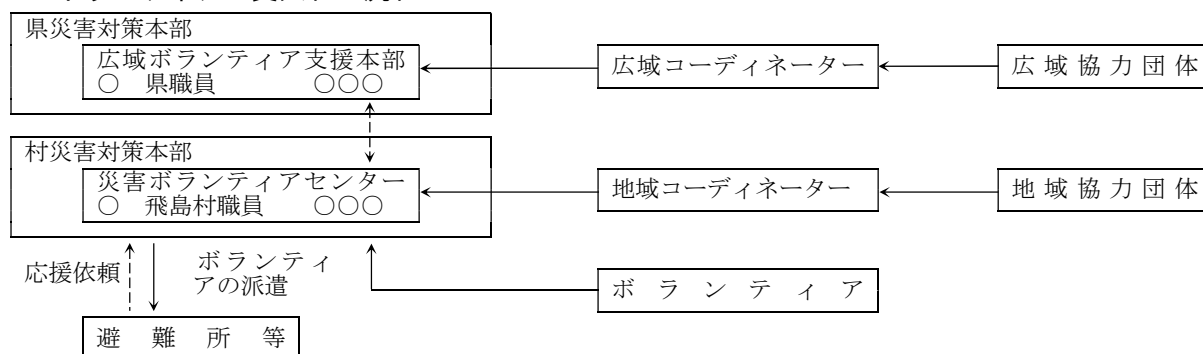 県災害対策本部
広域ボランティア支援本部
○ 県職員 ○○○
広域コーディネーター
広域協力団体
村災害対策本部
災害ボランティアセンター
○ 飛島村職員 ○○○
地域コーディネーター
地域協力団体
応援依頼
ボランティ
アの派遣
ボランティア
避難所等